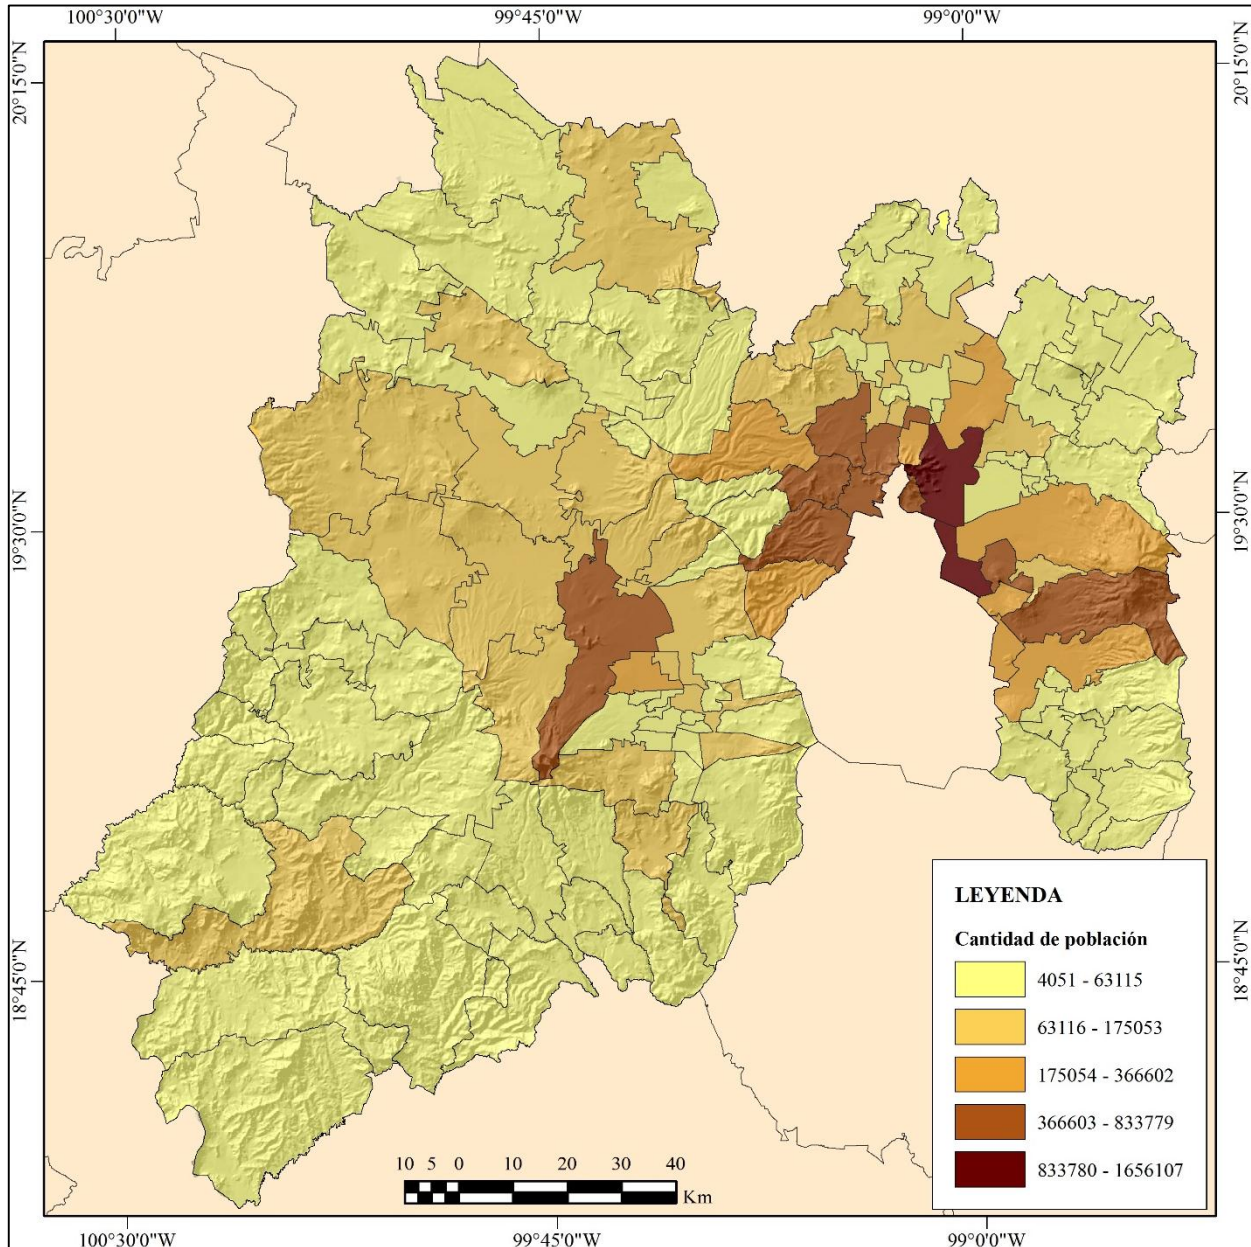 100°30'0"W 99°45'0"W 99°0'0"W
20°15'0"N
20°15'0"N
19°30'0"N
19°30'0"N
18°45'0"N
18°45'0"N
LEYENDA
Cantidad de población
4051 - 63115
63116 - 175053
175054 - 366602
366603 - 833779
833780 - 1656107
10 5 0 10 20 30 40
Km
100°30'0"W 99°45'0"W 99°0'0"W